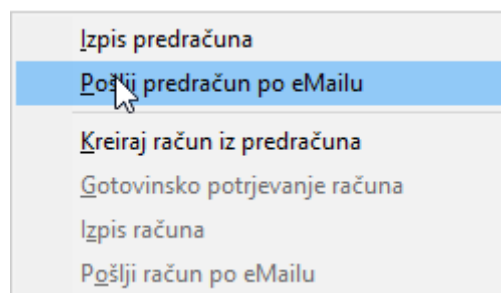 Izpis predračuna
Pošlji predračun po eMailu
Kreiraj račun iz predračuna
Gotovinsko potrjevanje računa
Izpis računa
Pošlji račun po eMailu